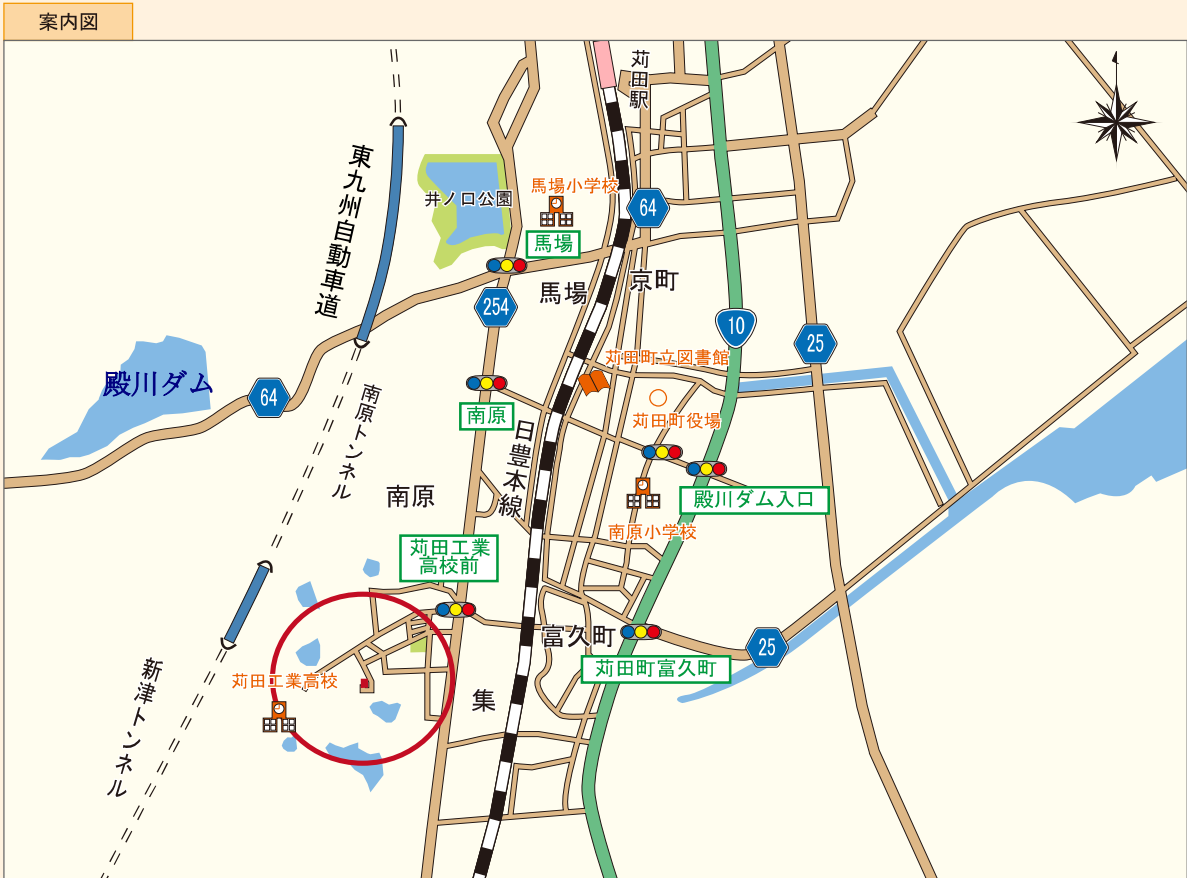 案内図
苅田駅
東九州自動車道
井ノ口公園
馬場小学校
64
馬場
254
馬場
京町
10
25
苅田町立図書館
殿川ダム
64
南原トンネル
南原
日豊本線
苅田町役場
南原
殿川ダム入口
南原小学校
苅田工業
高校前
富久町
25
苅田町富久町
新津トンネル
苅田工業高校
集